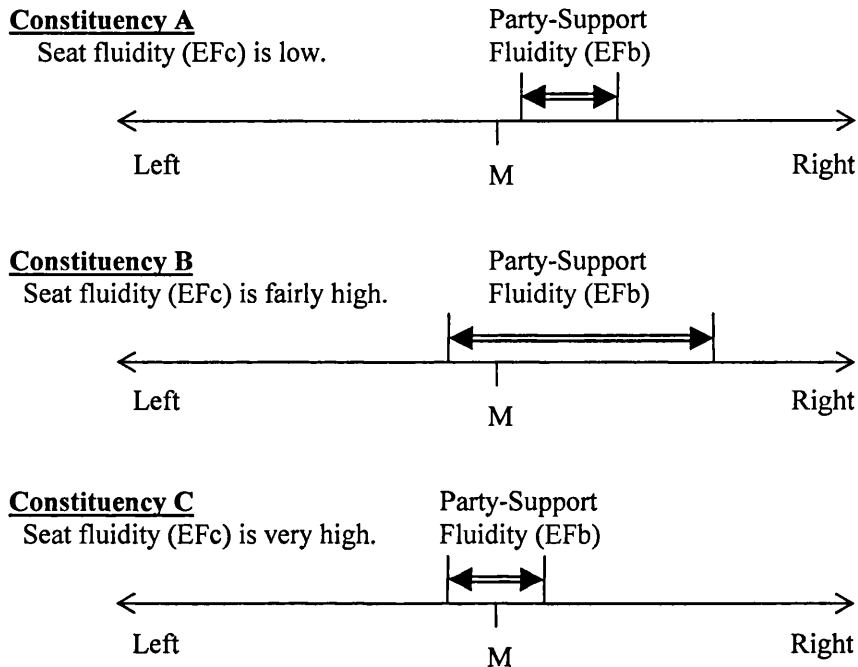 Constituency A
Party-Support
Seat fluidity (EFc) is low.
Fluidity (EFb)
Left
M
Right
Constituency B
Party-Support
Seat fluidity (EFc) is fairly high.
Fluidity (EFb)
Left
M
Right
Constituency C
Party-Support
Seat fluidity (EFc) is very high.
Fluidity (EFb)
Left
M
Right